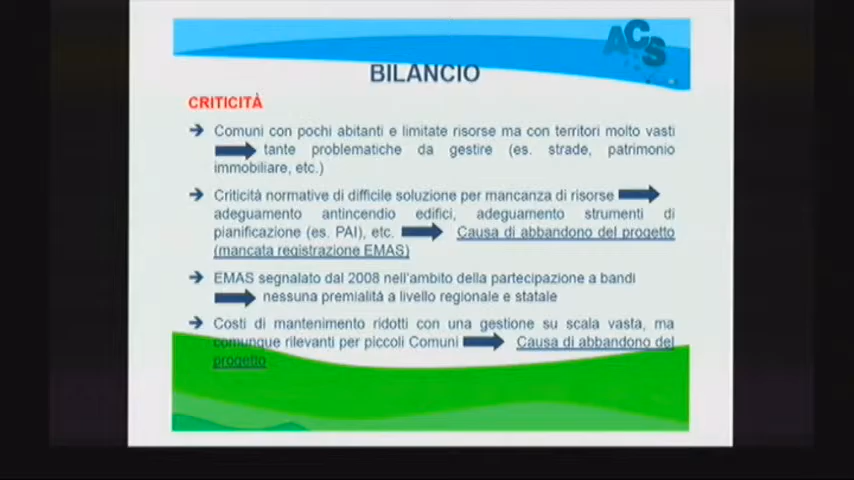 ACS
BILANCIO
CRITICITÀ
Comuni con pochi abitanti e limitate risorse ma con territori molto vasti
tante problematiche da gestire (es. strade, patrimonio
immobiliare, etc.)
Criticità normative di difficile soluzione per mancanza di risorse
adeguamento antincendio edifici, adeguamento strumenti di
pianificazione (es. PAI), etc. Causa di abbandono del progetto
(mancata registrazione EMAS)
EMAS segnalato dal 2008 nell'ambito della partecipazione a bandi
nessuna premialità a livello regionale e statale
Costi di mantenimento ridotti con una gestione su scala vasta, ma
comunque rilevanti per piccoli Comuni Causa di abbandono del
progetto